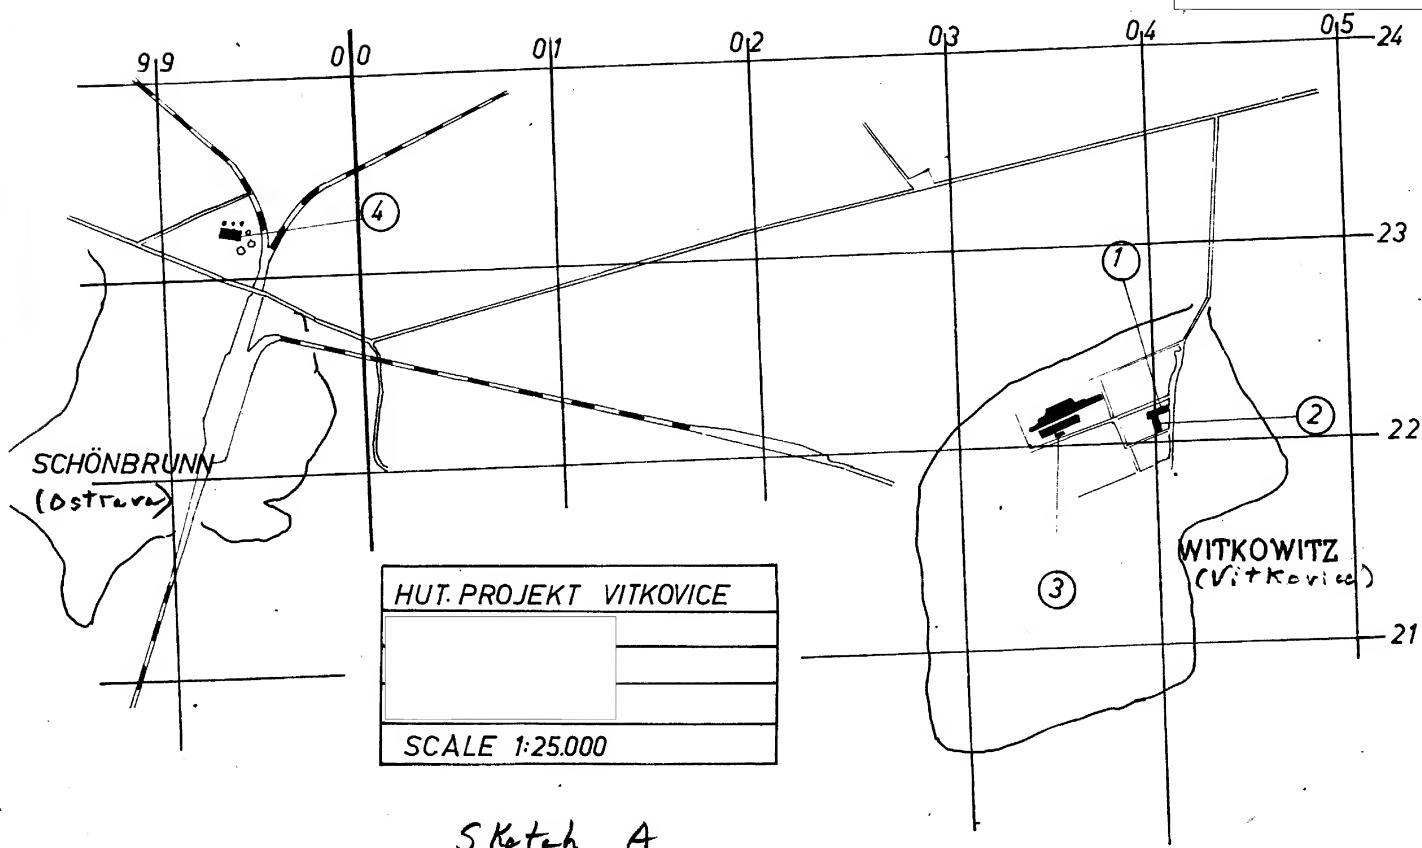 99 00 01 02 03 04 05
24
4
23
1
2
22
SCHÖNBRUNN
(Ostrava)
WITKOWITZ
(Vitkovice)
3
HUT. PROJEKT VITKOVICE
21
SCALE 1:25.000
Sketch A